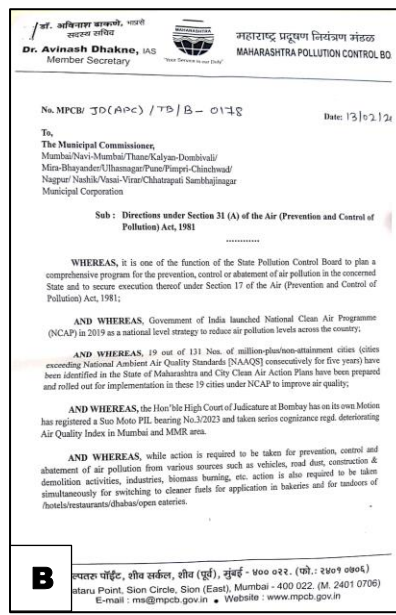 डॉ. अविनाश ढाकणे, भाप्रसे
सदस्य सचिव
Dr. Avinash Dhakne, IAS
Member Secretary
MAHARASHTRA
"Your Service is our Duty"
महाराष्ट्र प्रदूषण नियंत्रण मंडळ
MAHARASHTRA POLLUTION CONTROL BO
No. MPCB/ JD(APC) / TB/B- 0178
Date: 13/02/20
To,
The Municipal Commissioner,
Mumbai/Navi-Mumbai/Thane/Kalyan-Dombivali/
Mira-Bhayander/Ulhasnagar/Pune/Pimpri-Chinchwad/
Nagpur/ Nashik/Vasai-Virar/Chhatrapati Sambhajinagar
Municipal Corporation
Sub : Directions under Section 31 (A) of the Air (Prevention and Control of
Pollution) Act, 1981
.............
WHEREAS, it is one of the function of the State Pollution Control Board to plan a
comprehensive program for the prevention, control or abatement of air pollution in the concerned
State and to secure execution thereof under Section 17 of the Air (Prevention and Control of
Pollution) Act, 1981;
AND WHEREAS, Government of India launched National Clean Air Programme
(NCAP) in 2019 as a national level strategy to reduce air pollution levels across the country;
AND WHEREAS, 19 out of 131 Nos. of million-plus/non-attainment cities (cities
exceeding National Ambient Air Quality Standards [NAAQS] consecutively for five years) have
been identified in the State of Maharashtra and City Clean Air Action Plans have been prepared
and rolled out for implementation in these 19 cities under NCAP to improve air quality;
AND WHEREAS, the Hon'ble High Court of Judicature at Bombay has on its own Motion
has registered a Suo Moto PIL bearing No.3/2023 and taken serios cognizance regd. deteriorating
Air Quality Index in Mumbai and MMR area.
AND WHEREAS, while action is required to be taken for prevention, control and
abatement of air pollution from various sources such as vehicles, road dust, construction &
demolition activities, industries, biomass burning, etc. action is also required to be taken
simultaneously for switching to cleaner fuels for application in bakeries and for tandoors of
/hotels/restaurants/dhabas/open eateries.
B
ल्पतरू पॉईंट, शीव सर्कल, शीव (पूर्व), मुंबई - ४०० ०२२. (फो.: २४०१ ०७०६)
ataru Point, Sion Circle, Sion (East), Mumbai - 400 022. (M. 2401 0706)
E-mail : ms@mpcb.gov.in • Website : www.mpcb.gov.in